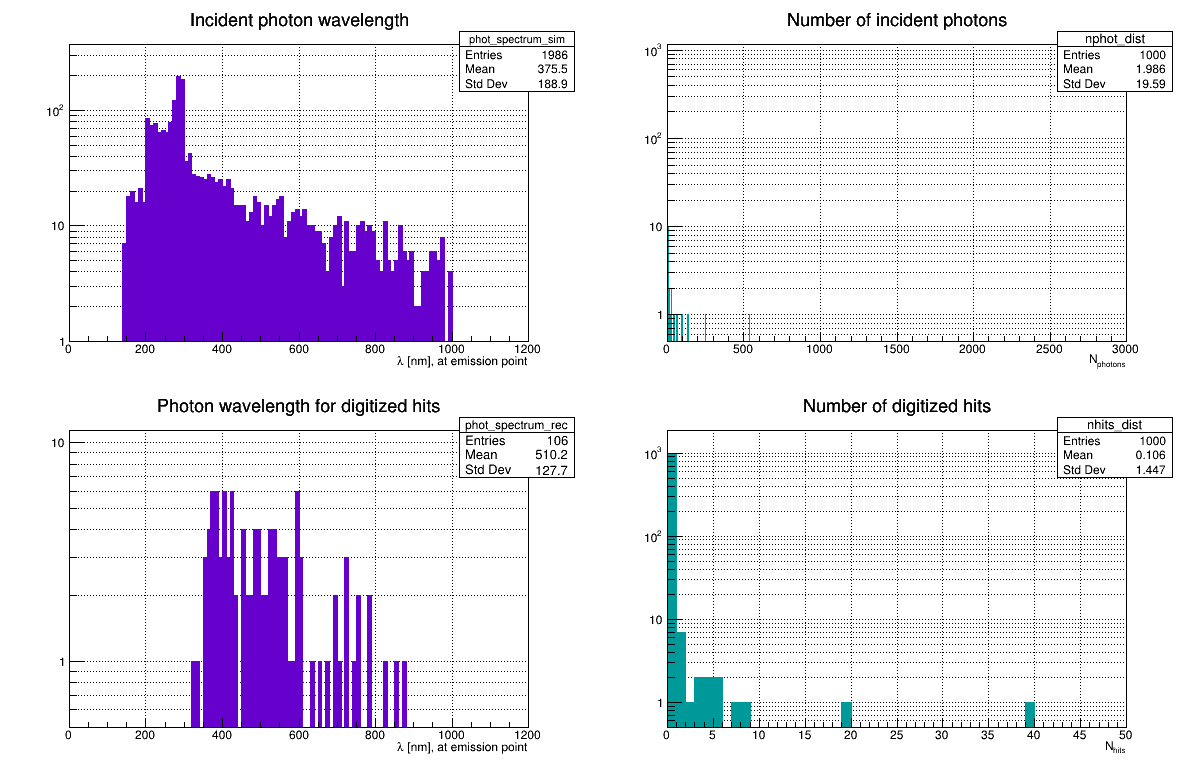 Incident photon wavelength
phot_spectrum_sim
Entries 1986
Mean 375.5
Std Dev 188.9
10²
10
1
0 200 400 600 800 1000 1200
λ [nm], at emission point
Number of incident photons
nphot_dist
Entries 1000
Mean 1.986
Std Dev 19.59
10³
10²
10
1
0 500 1000 1500 2000 2500 3000
N_photons
Photon wavelength for digitized hits
phot_spectrum_rec
Entries 106
Mean 510.2
Std Dev 127.7
10
1
0 200 400 600 800 1000 1200
λ [nm], at emission point
Number of digitized hits
nhits_dist
Entries 1000
Mean 0.106
Std Dev 1.447
10³
10²
10
1
0 5 10 15 20 25 30 35 40 45 50
N_hits